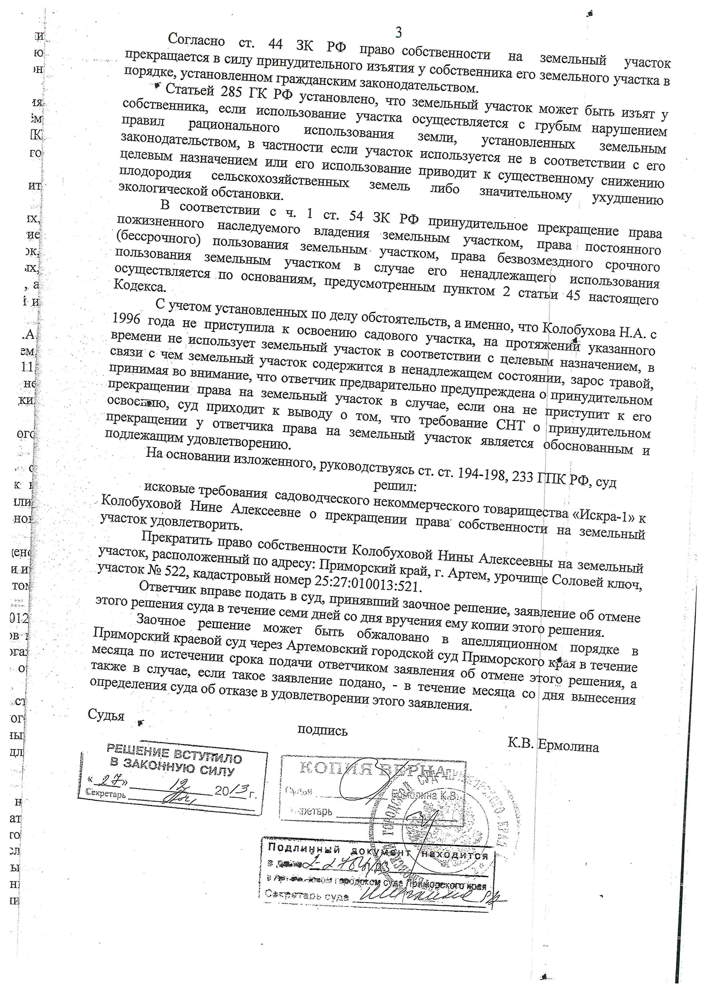 3
Согласно ст. 44 ЗК РФ право собственности на земельный участок
прекращается в силу принудительного изъятия у собственника его земельного участка в
порядке, установленном гражданским законодательством.
Статьей 285 ГК РФ установлено, что земельный участок может быть изъят у
собственника, если использование участка осуществляется с грубым нарушением
правил рационального использования земли, установленных земельным
законодательством, в частности если участок используется не в соответствии с его
целевым назначением или его использование приводит к существенному снижению
плодородия сельскохозяйственных земель либо значительному ухудшению
экологической обстановки.
В соответствии с ч. 1 ст. 54 ЗК РФ принудительное прекращение права
пожизненного наследуемого владения земельным участком, права постоянного
(бессрочного) пользования земельным участком, права безвозмездного срочного
пользования земельным участком в случае его ненадлежащего использования
осуществляется по основаниям, предусмотренным пунктом 2 статьи 45 настоящего
Кодекса.
С учетом установленных по делу обстоятельств, а именно, что Колобухова Н.А. с
1996 года не приступила к освоению садового участка, на протяжении указанного
времени не использует земельный участок в соответствии с целевым назначением, в
связи с чем земельный участок содержится в ненадлежащем состоянии, зарос травой,
принимая во внимание, что ответчик предварительно предупреждена о принудительном
прекращении права на земельный участок в случае, если она не приступит к его
освоению, суд приходит к выводу о том, что требование СНТ о принудительном
прекращении у ответчика права на земельный участок является обоснованным и
подлежащим удовлетворению.
На основании изложенного, руководствуясь ст. ст. 194-198, 233 ГПК РФ, суд
решил:
исковые требования садоводческого некоммерческого товарищества «Искра-1» к
Колобуховой Нине Алексеевне о прекращении права собственности на земельный
участок удовлетворить.
Прекратить право собственности Колобуховой Нины Алексеевны на земельный
участок, расположенный по адресу: Приморский край, г. Артем, урочище Соловей ключ,
участок № 522, кадастровый номер 25:27:010013:521.
Ответчик вправе подать в суд, принявший заочное решение, заявление об отмене
этого решения суда в течение семи дней со дня вручения ему копии этого решения.
Заочное решение может быть обжаловано в апелляционном порядке в
Приморский краевой суд через Артемовский городской суд Приморского края в течение
месяца по истечении срока подачи ответчиком заявления об отмене этого решения, а
также в случае, если такое заявление подано, - в течение месяца со дня вынесения
определения суда об отказе в удовлетворении этого заявления.
Судья подпись К.В. Ермолина
РЕШЕНИЕ ВСТУПИЛО
В ЗАКОННУЮ СИЛУ
«27» 12 2013 г.
Секретарь
КОПИЯ ВЕРНА
Судья Ермолина К.В.
Секретарь
Подлинный документ находится
в деле
городском суде Приморского края
Секретарь суда